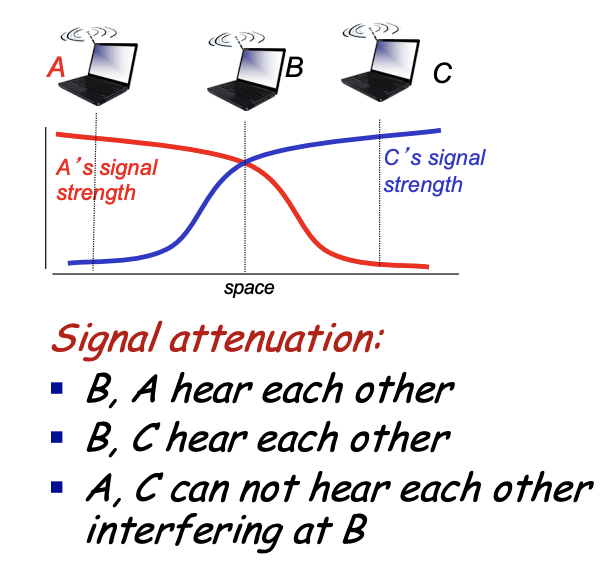 A
B
C
A's signal
strength
C's signal
strength
space
Signal attenuation:
▪ B, A hear each other
▪ B, C hear each other
▪ A, C can not hear each other
interfering at B